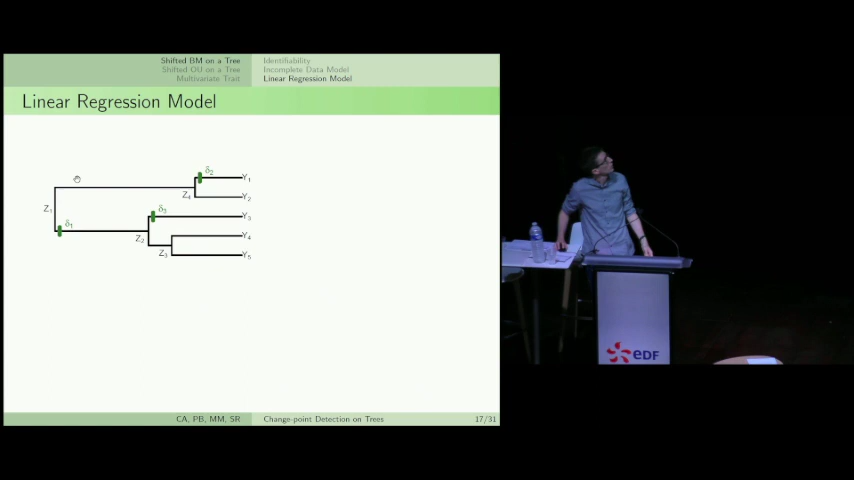 Shifted BM on a Tree
Shifted OU on a Tree
Multivariate Trait
Identifiability
Incomplete Data Model
Linear Regression Model
Linear Regression Model
δ2
Y1
Z4
Y2
Z1
δ3
Y3
δ1
Z2
Y4
Z3
Y5
CA, PB, MM, SR
Change-point Detection on Trees
17/31
eDF